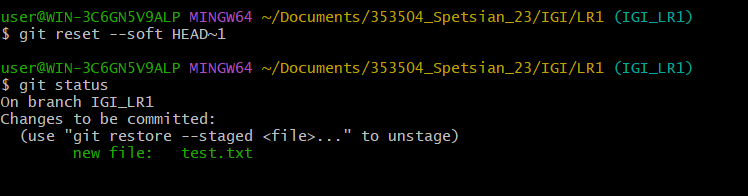 user@WIN-3C6GN5V9ALP MINGW64 ~/Documents/353504_Spetsian_23/IGI/LR1 (IGI_LR1)
$ git reset --soft HEAD~1
user@WIN-3C6GN5V9ALP MINGW64 ~/Documents/353504_Spetsian_23/IGI/LR1 (IGI_LR1)
$ git status
On branch IGI_LR1
Changes to be committed:
  (use "git restore --staged <file>..." to unstage)
        new file:   test.txt